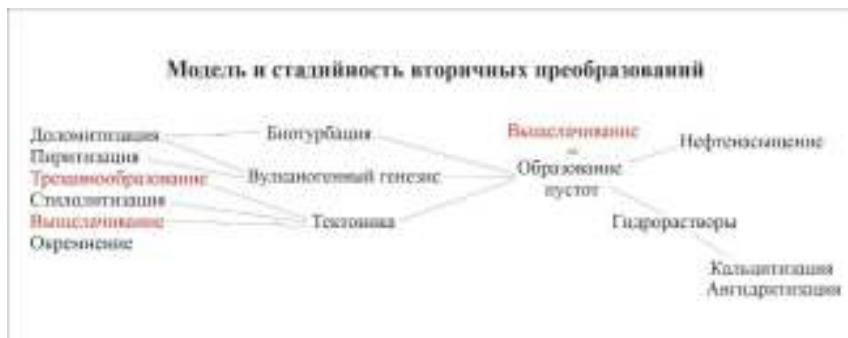 Модель и стадийность вторичных преобразований
Доломитизация
Пиритизация
Трещинообразование
Стилолитизация
Выщелачивание
Окремнение
Биотурбация
Вулканогенный генезис
Тектоника
Выщелачивание
=
Образование
пустот
Нефтенасыщение
Гидрорастворы
Кальцитизация
Ангидритизация